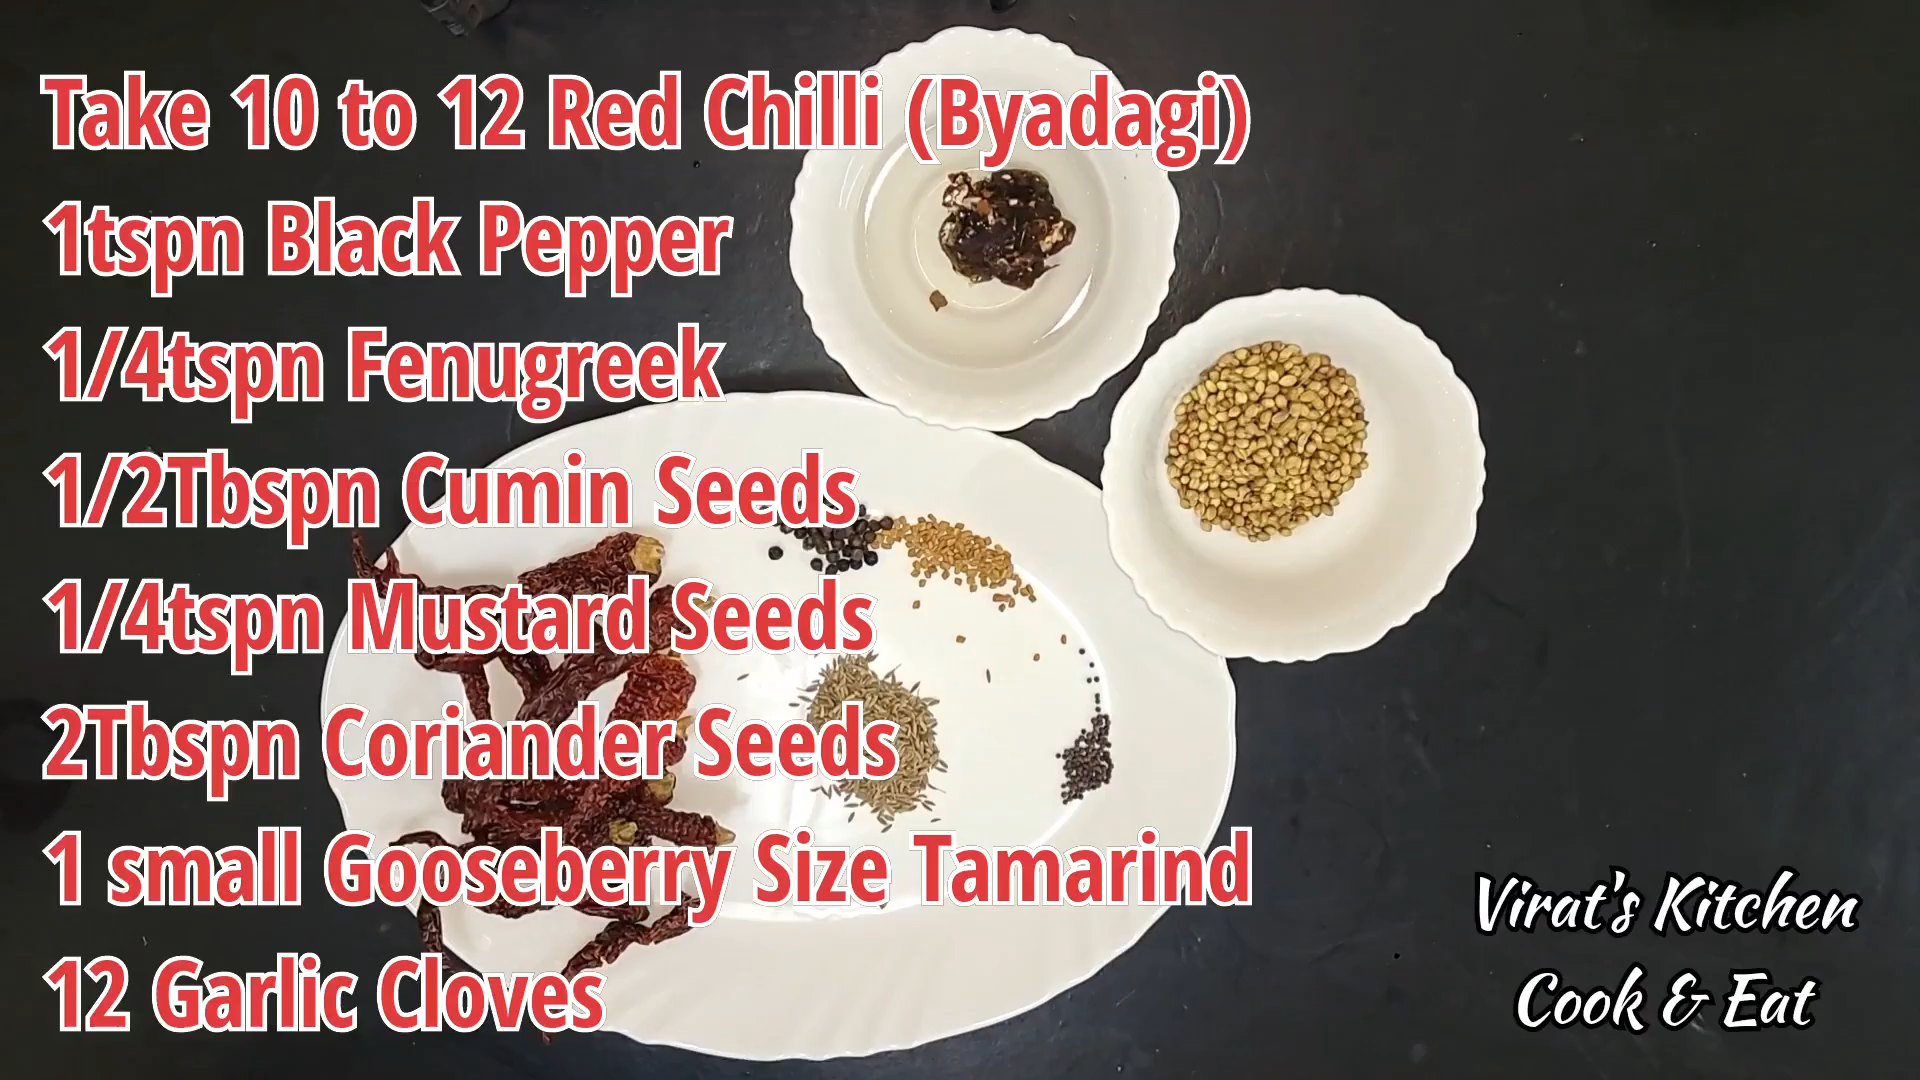 Take 10 to 12 Red Chilli (Byadagi)
1tspn Black Pepper
1/4tspn Fenugreek
1/2Tbspn Cumin Seeds
1/4tspn Mustard Seeds
2Tbspn Coriander Seeds
1 small Gooseberry Size Tamarind
12 Garlic Cloves
Virat's Kitchen
Cook & Eat